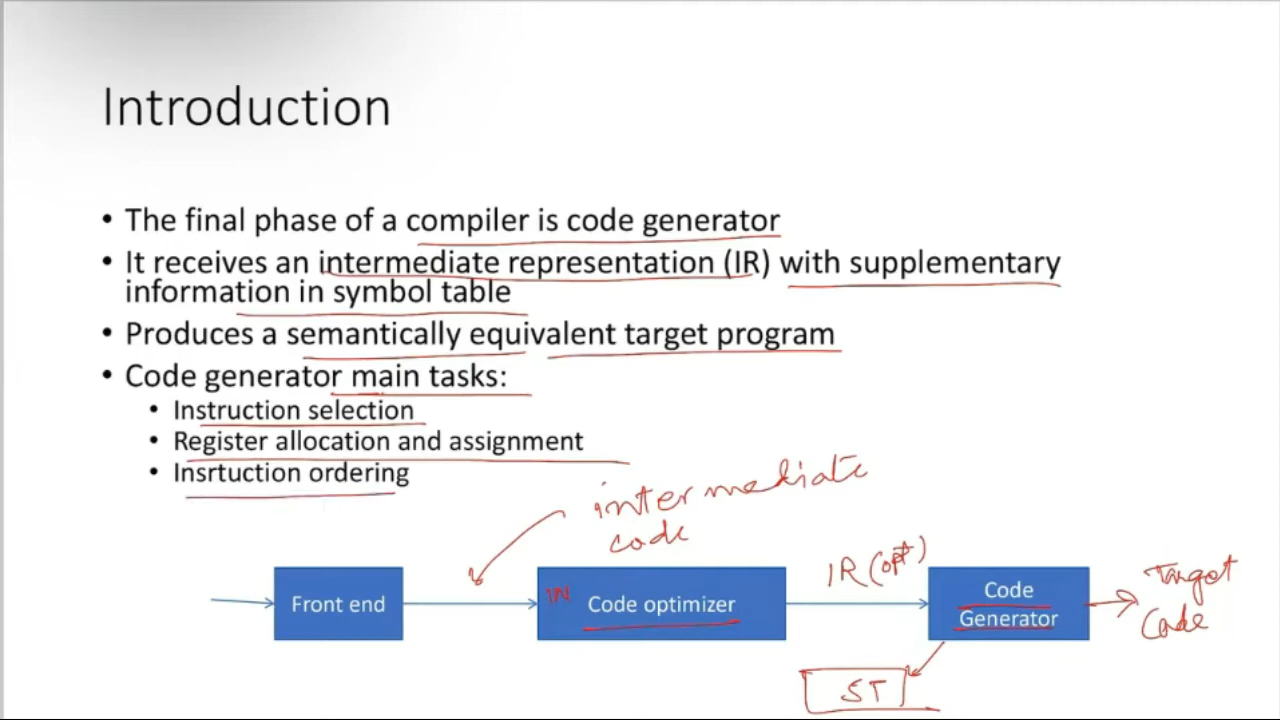 Introduction
• The final phase of a compiler is code generator
• It receives an intermediate representation (IR) with supplementary
information in symbol table
• Produces a semantically equivalent target program
• Code generator main tasks:
• Instruction selection
• Register allocation and assignment
• Insrtuction ordering
intermediate
code
IR (opt)
Front end
IN
Code optimizer
Code
Generator
Target
Code
ST